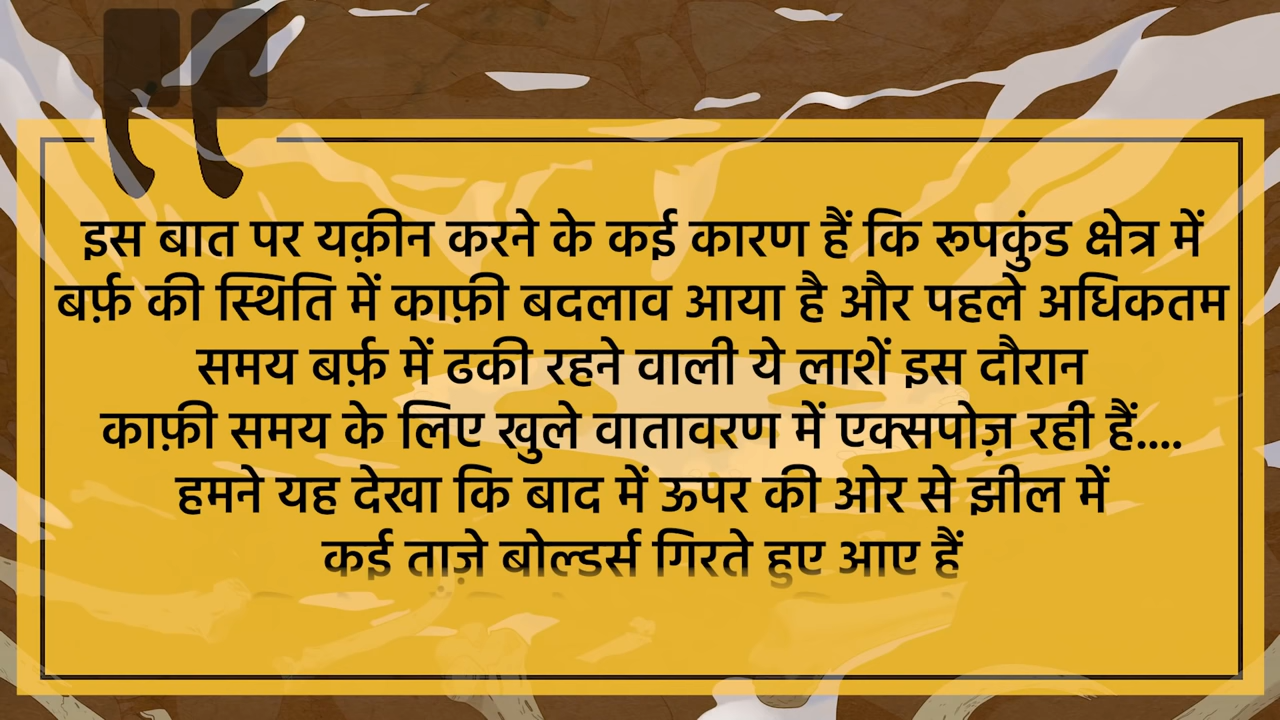 इस बात पर यक़ीन करने के कई कारण हैं कि रूपकुंड क्षेत्र में
बर्फ़ की स्थिति में काफ़ी बदलाव आया है और पहले अधिकतम
समय बर्फ़ में ढकी रहने वाली ये लाशें इस दौरान
काफ़ी समय के लिए खुले वातावरण में एक्सपोज़ रही हैं....
हमने यह देखा कि बाद में ऊपर की ओर से झील में
कई ताज़े बोल्डर्स गिरते हुए आए हैं